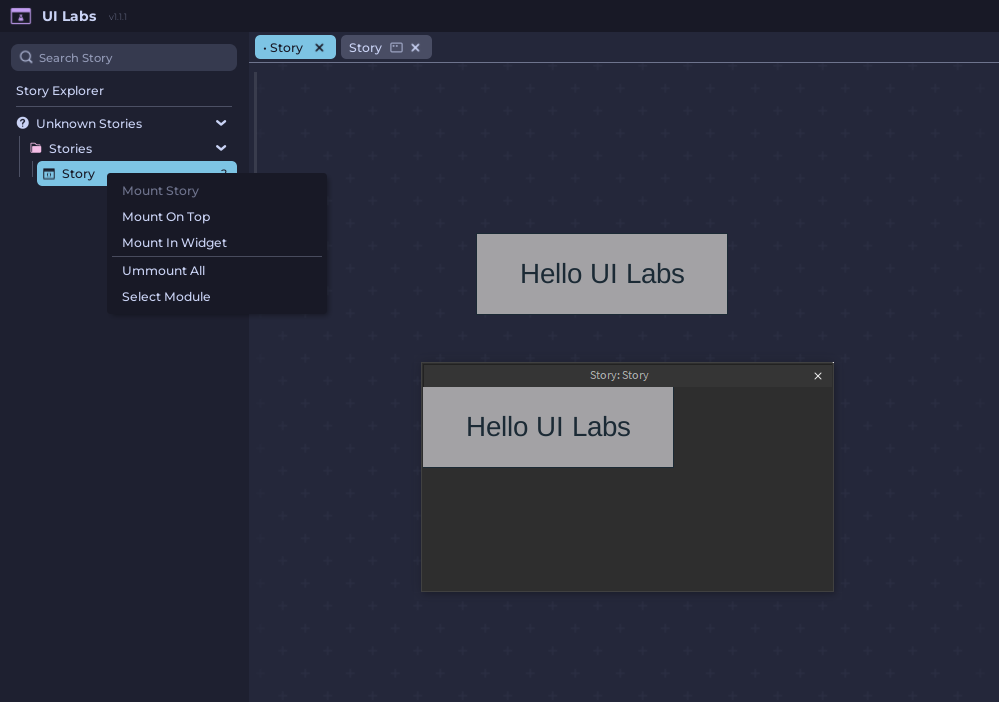 UI Labs v1.1.1
Search Story
Story Explorer
Unknown Stories
Stories
Story 2
Mount Story
Mount On Top
Mount In Widget
Ummount All
Select Module
· Story
Story
Hello UI Labs
Story: Story
Hello UI Labs